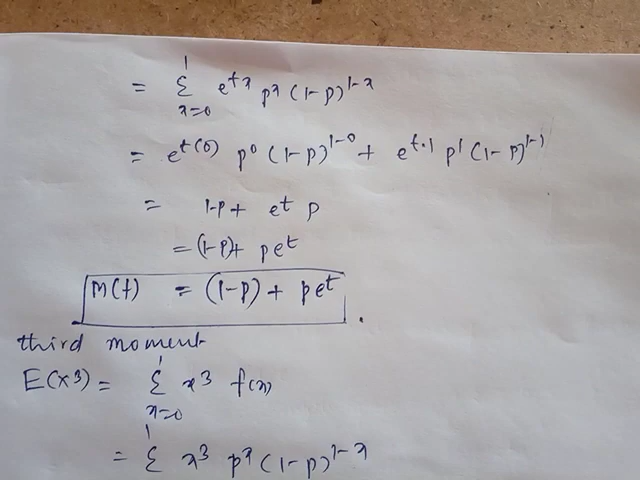 = Σ_{x=0}^{1} e^{tx} p^x (1-p)^{1-x}
= e^{t(0)} p^0 (1-p)^{1-0} + e^{t·1} p^1 (1-p)^{1-1}
= 1-p + e^t p
= (1-p) + pe^t
M(t) = (1-p) + pe^t .
third moment
E(x^3) = Σ_{x=0}^{1} x^3 f(x)
= Σ^{1} x^3 p^x (1-p)^{1-x}